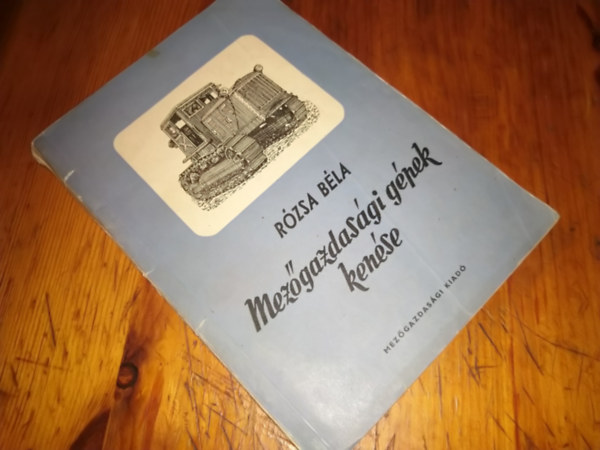 RÓZSA BÉLA
Mezőgazdasági gépek
kenése
MEZŐGAZDASÁGI KIADÓ